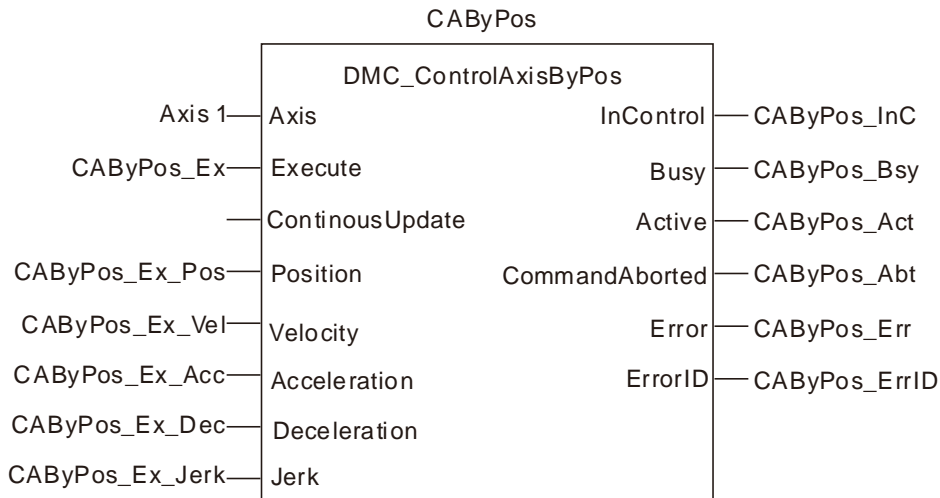 CAByPos
DMC_ControlAxisByPos
Axis 1 Axis InControl CAByPos_InC
CAByPos_Ex Execute Busy CAByPos_Bsy
ContinousUpdate Active CAByPos_Act
CAByPos_Ex_Pos Position CommandAborted CAByPos_Abt
CAByPos_Ex_Vel Velocity Error CAByPos_Err
CAByPos_Ex_Acc Acceleration ErrorID CAByPos_ErrID
CAByPos_Ex_Dec Deceleration
CAByPos_Ex_Jerk Jerk